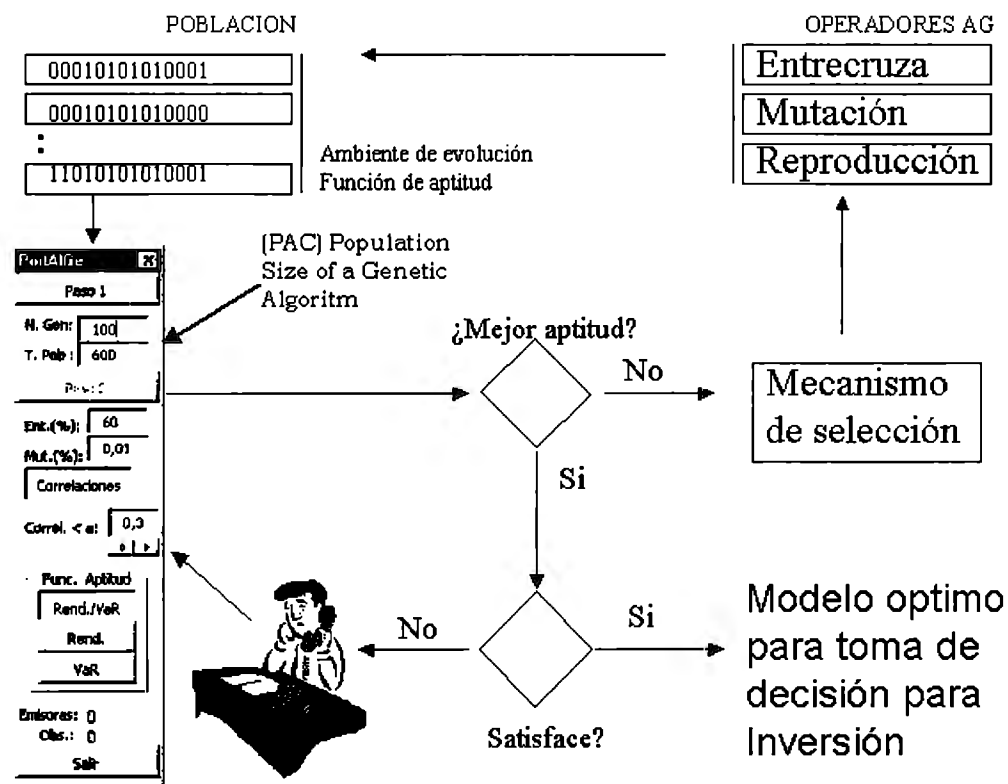 POBLACION
OPERADORES AG
00010101010001
00010101010000
:
11010101010001
Ambiente de evolución
Función de aptitud
Entrecruza
Mutación
Reproducción
(PAC) Population
Size of a Genetic
Algoritm
Paso 1
N. Gen: 100
T. Pob: 600
Ent.(%): 60
Mut.(%): 0,01
Correlaciones
Correl. < a: 0,3
Func. Aptitud
Rend./VaR
Rend.
VaR
Emisoras: 0
Obs.: 0
Salir
¿Mejor aptitud?
No
Si
Mecanismo
de selección
No
Si
Satisface?
Modelo optimo
para toma de
decisión para
Inversión